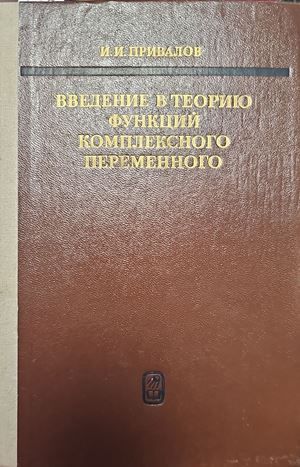 И. И. ПРИВАЛОВ
ВВЕДЕНИЕ В ТЕОРИЮ
ФУНКЦИЙ
КОМПЛЕКСНОГО
ПЕРЕМЕННОГО